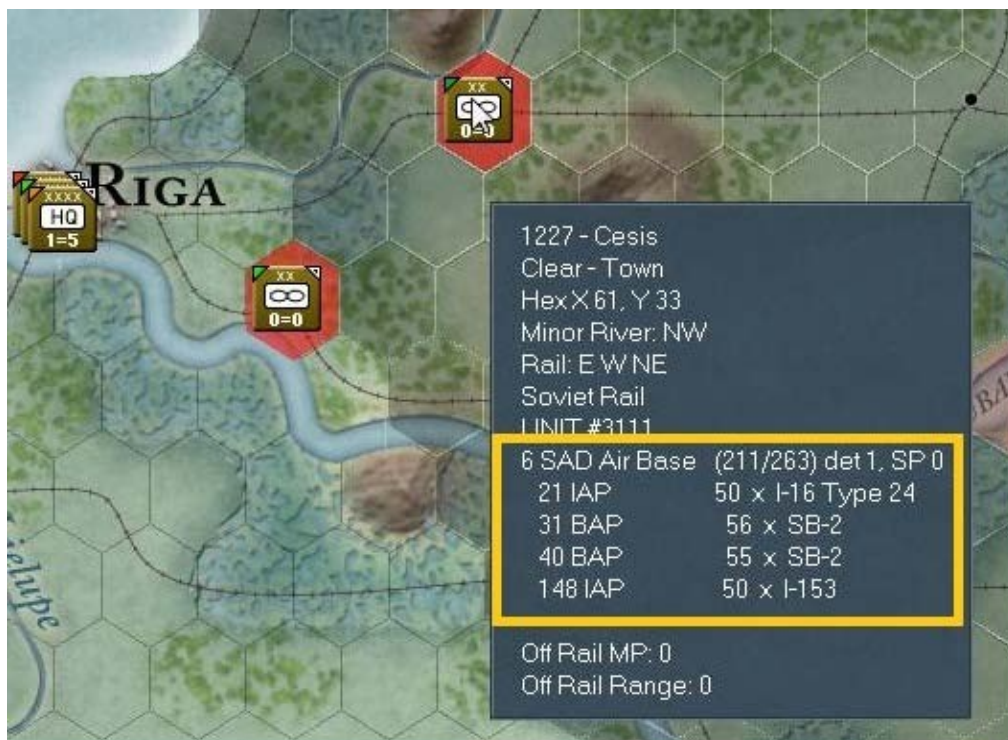 XX
0=0
RIGA
XXXX
HQ
1=5
XX
0=0
1227 - Cesis
Clear - Town
Hex X 61, Y 33
Minor River: NW
Rail: E W NE
Soviet Rail
UNIT #3111
6 SAD Air Base (211/263) det 1, SP 0
21 IAP 50 x I-16 Type 24
31 BAP 56 x SB-2
40 BAP 55 x SB-2
148 IAP 50 x I-153
Off Rail MP: 0
Off Rail Range: 0